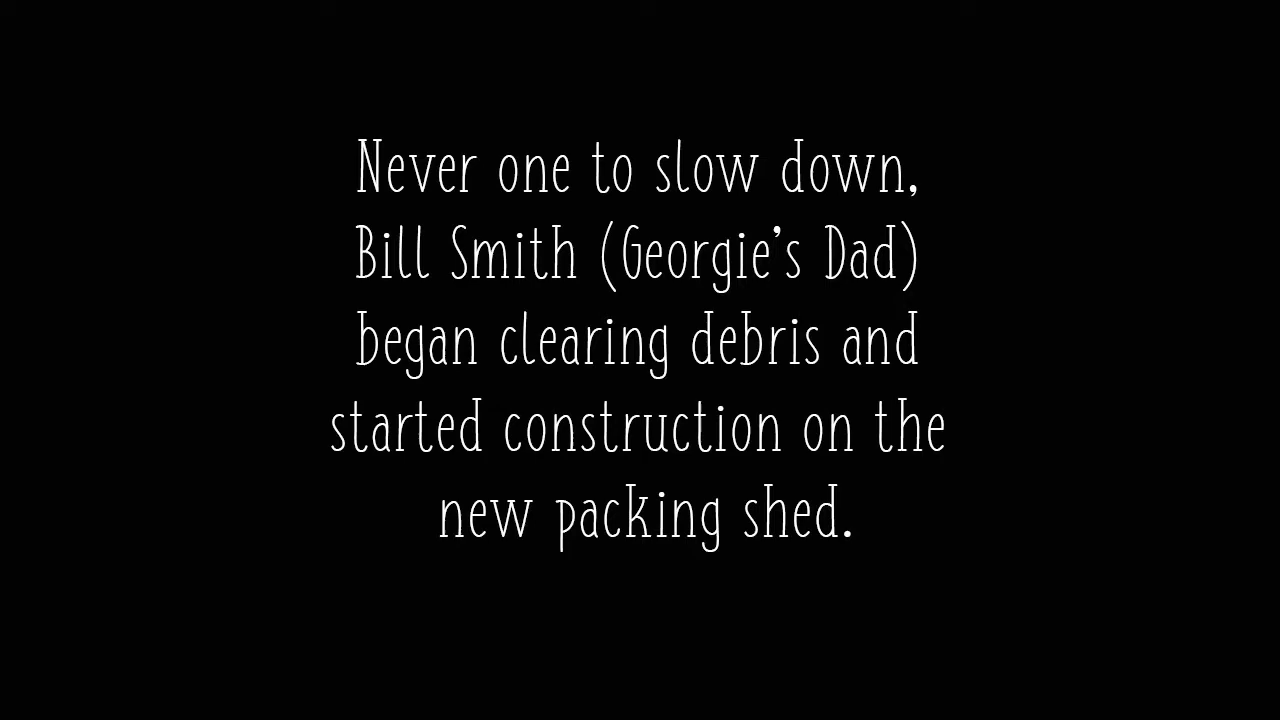 Never one to slow down,
Bill Smith (Georgie’s Dad)
began clearing debris and
started construction on the
new packing shed.